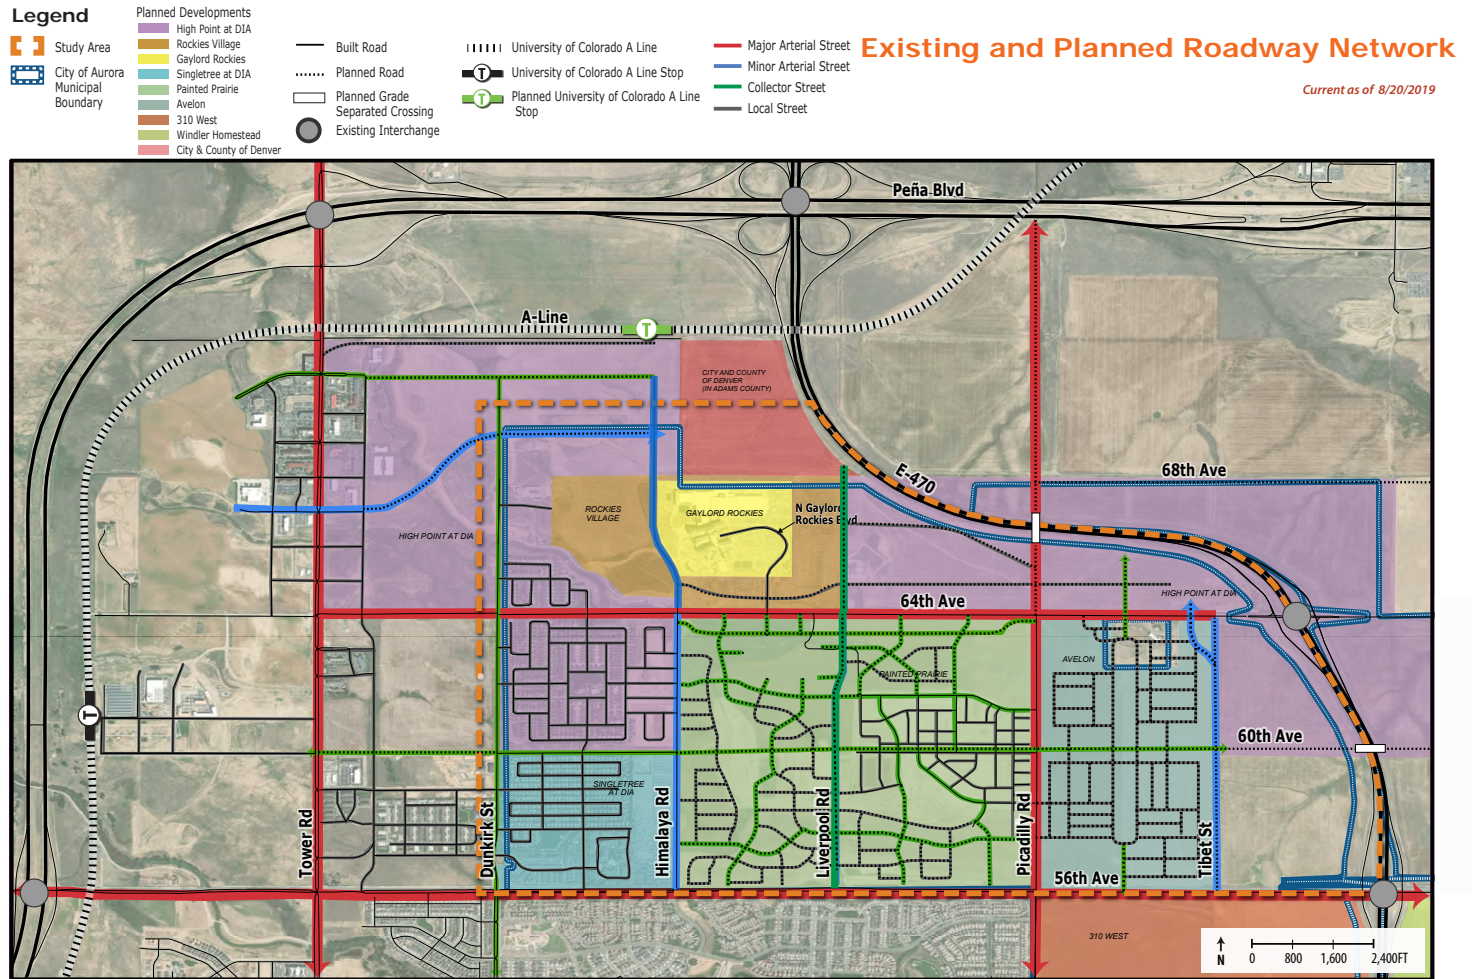 Legend
Study Area
City of Aurora
Municipal
Boundary
Planned Developments
High Point at DIA
Rockies Village
Gaylord Rockies
Singletree at DIA
Painted Prairie
Avelon
310 West
Windler Homestead
City & County of Denver
Built Road
Planned Road
Planned Grade
Separated Crossing
Existing Interchange
University of Colorado A Line
T
University of Colorado A Line Stop
T
Planned University of Colorado A Line
Stop
Major Arterial Street
Minor Arterial Street
Collector Street
Local Street
Existing and Planned Roadway Network
Current as of 8/20/2019
Peña Blvd
A-Line
T
CITY AND COUNTY
OF DENVER
(IN ADAMS COUNTY)
E-470
68th Ave
ROCKIES
VILLAGE
GAYLORD ROCKIES
N Gaylord
Rockies Blvd
HIGH POINT AT DIA
64th Ave
HIGH POINT AT DIA
AVELON
PAINTED PRAIRIE
T
60th Ave
SINGLETREE
AT DIA
Tower Rd
Dunkirk St
Himalaya Rd
Liverpool Rd
Picadilly Rd
Tibet St
56th Ave
310 WEST
N
0 800 1,600 2,400FT